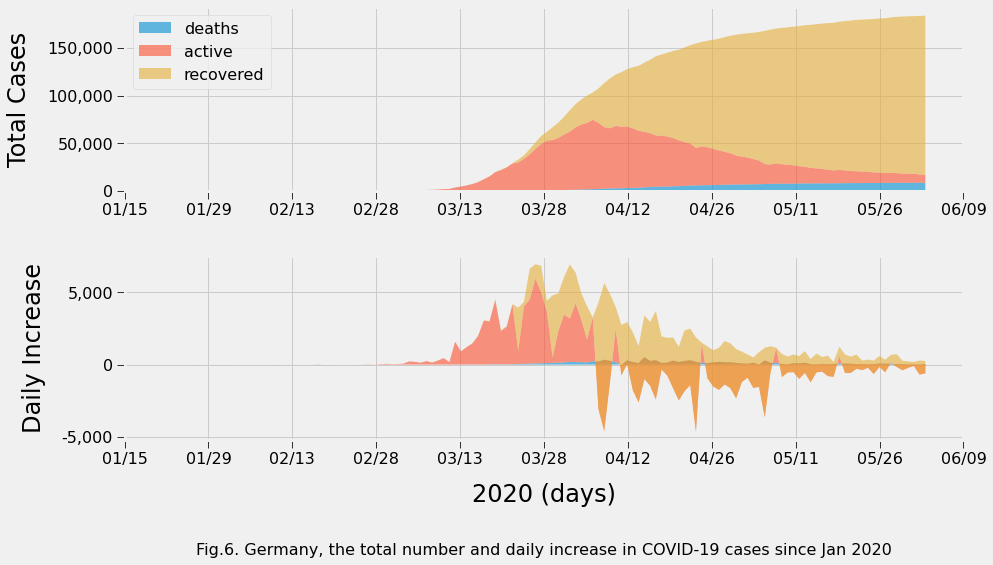 Total Cases
deaths
active
recovered
150,000
100,000
50,000
0
01/15 01/29 02/13 02/28 03/13 03/28 04/12 04/26 05/11 05/26 06/09
Daily Increase
5,000
0
-5,000
01/15 01/29 02/13 02/28 03/13 03/28 04/12 04/26 05/11 05/26 06/09
2020 (days)
Fig.6. Germany, the total number and daily increase in COVID-19 cases since Jan 2020